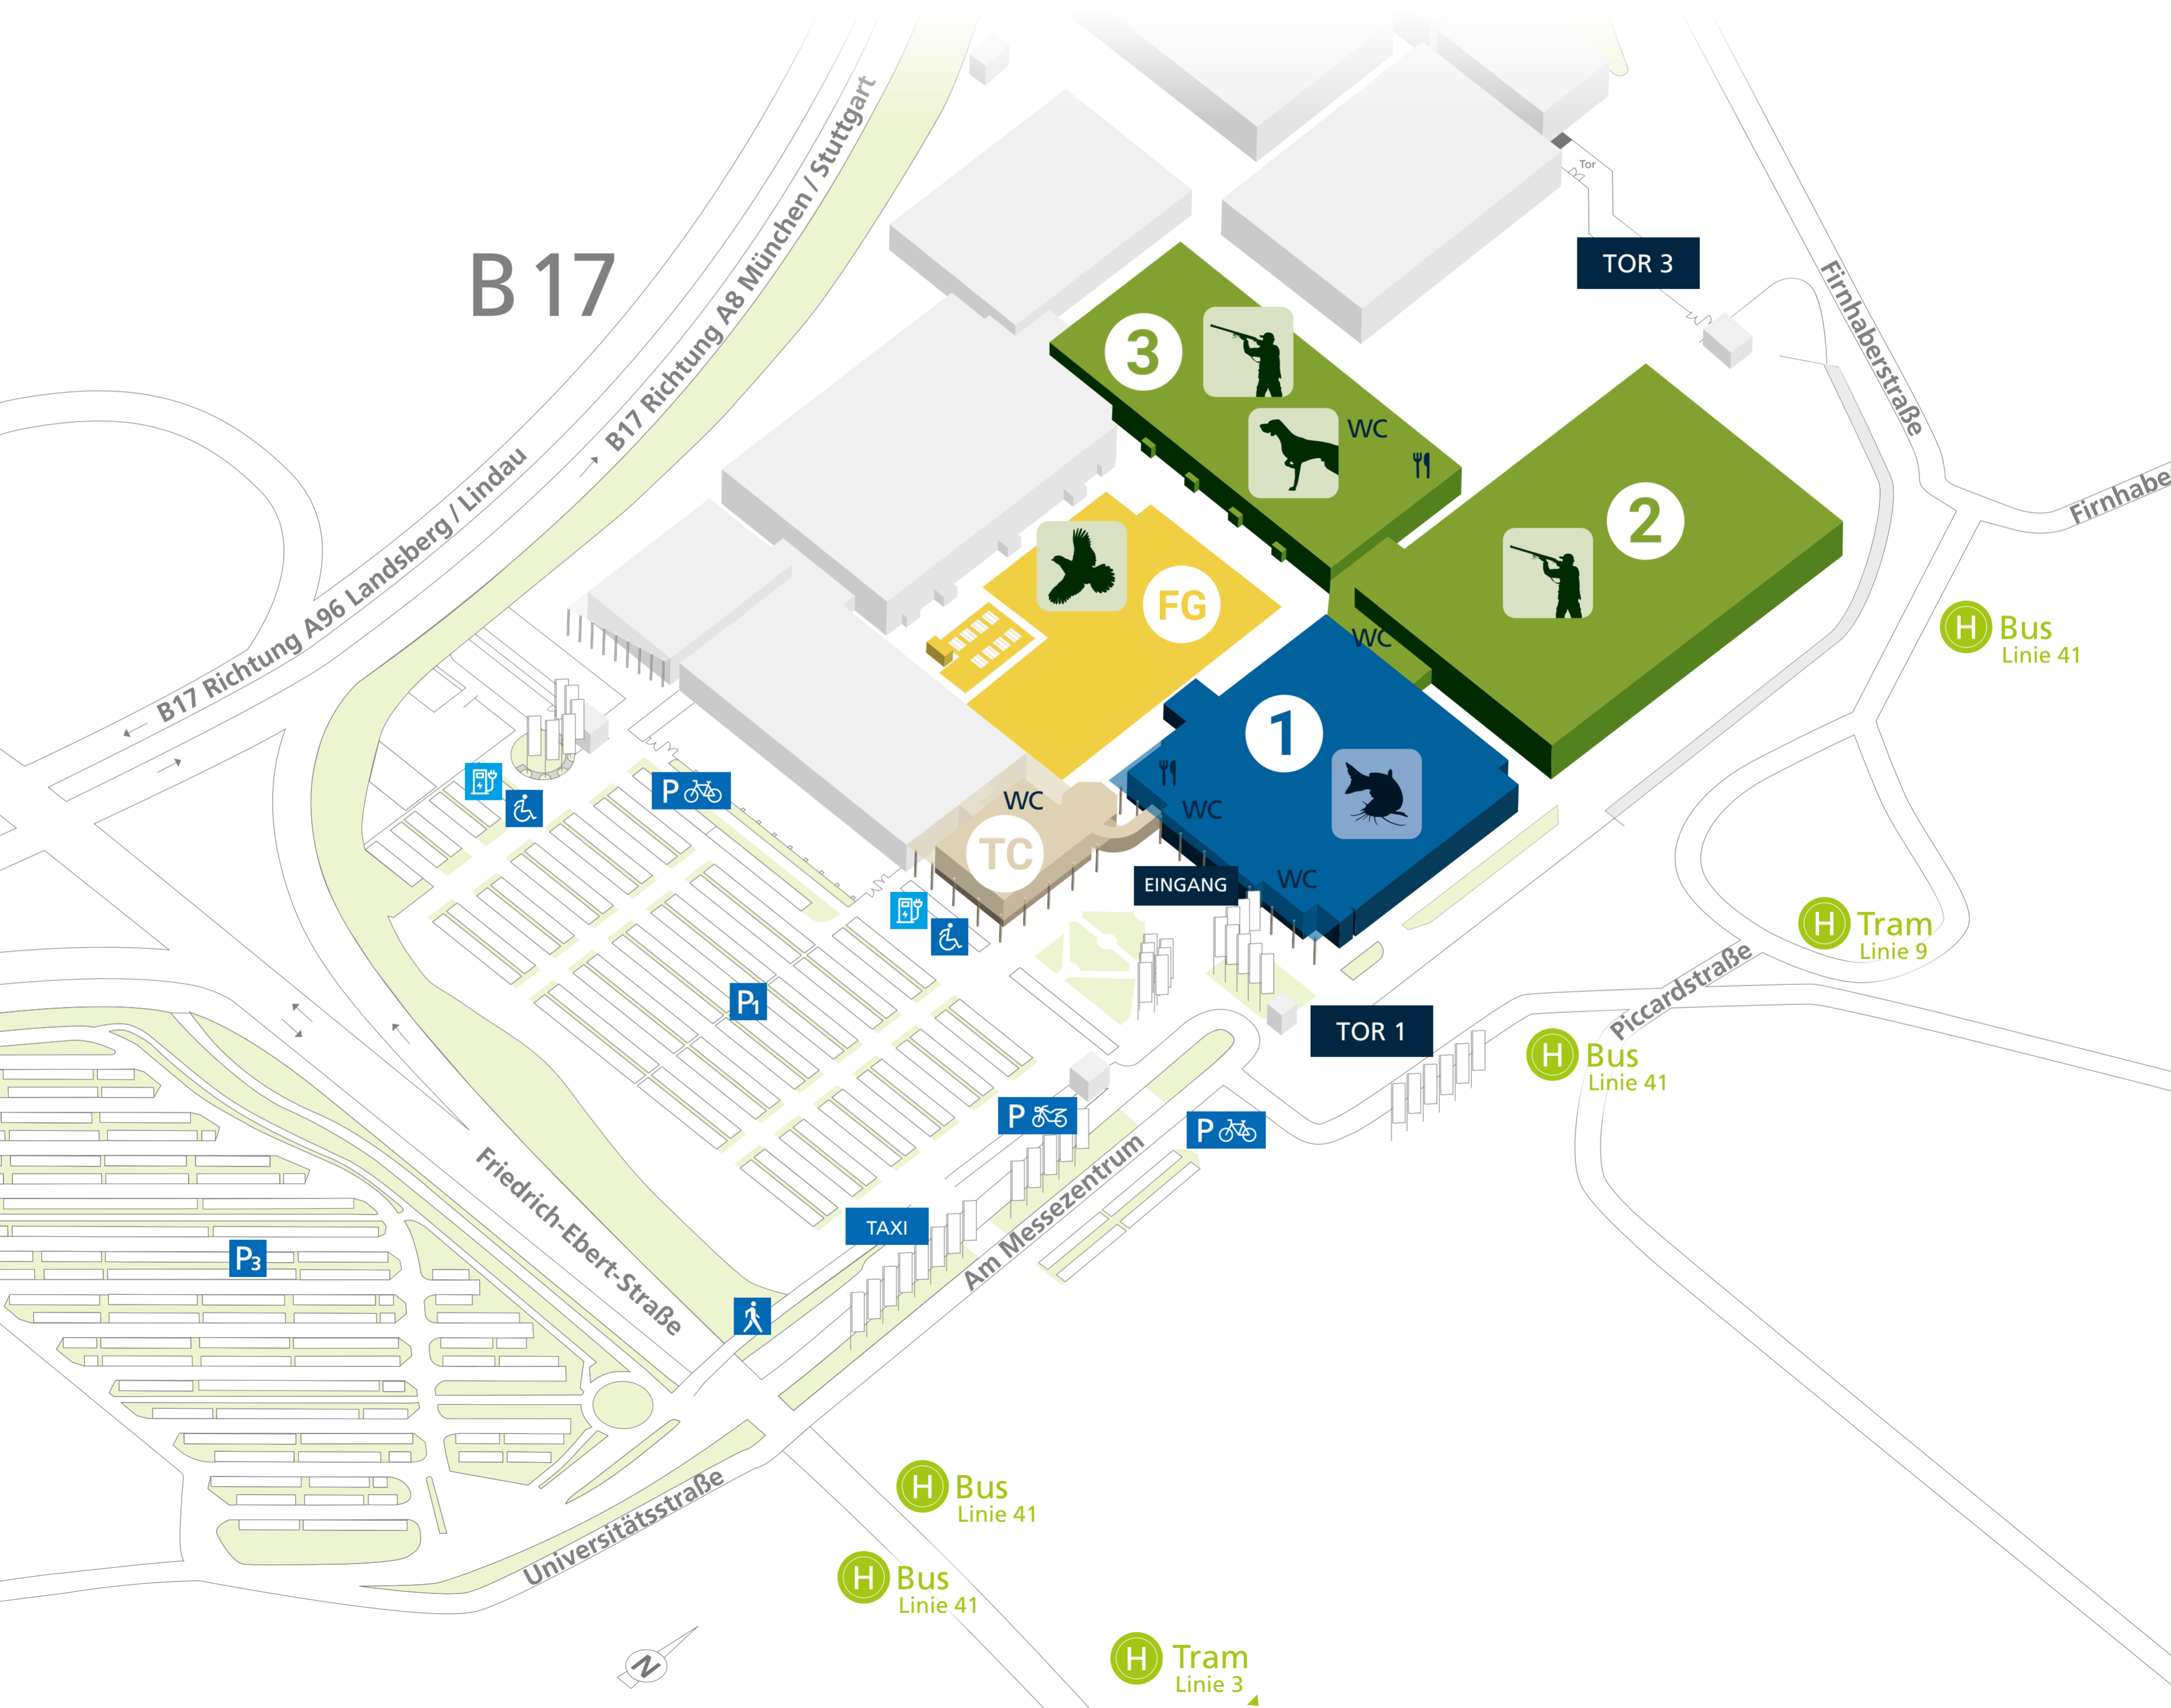 B17 Richtung A8 München / Stuttgart
Tor
TOR 3
B 17
Firnhaberstraße
3
WC
2
B17 Richtung A96 Landsberg / Lindau
FG
WC
H Bus
Linie 41
1
P
WC
WC
TC
EINGANG
WC
H Tram
Linie 9
P1
TOR 1
Piccardstraße
H Bus
Linie 41
P
P
Am Messezentrum
TAXI
Friedrich-Ebert-Straße
P3
H Bus
Linie 41
Universitätsstraße
H Bus
Linie 41
H Tram
Linie 3
N